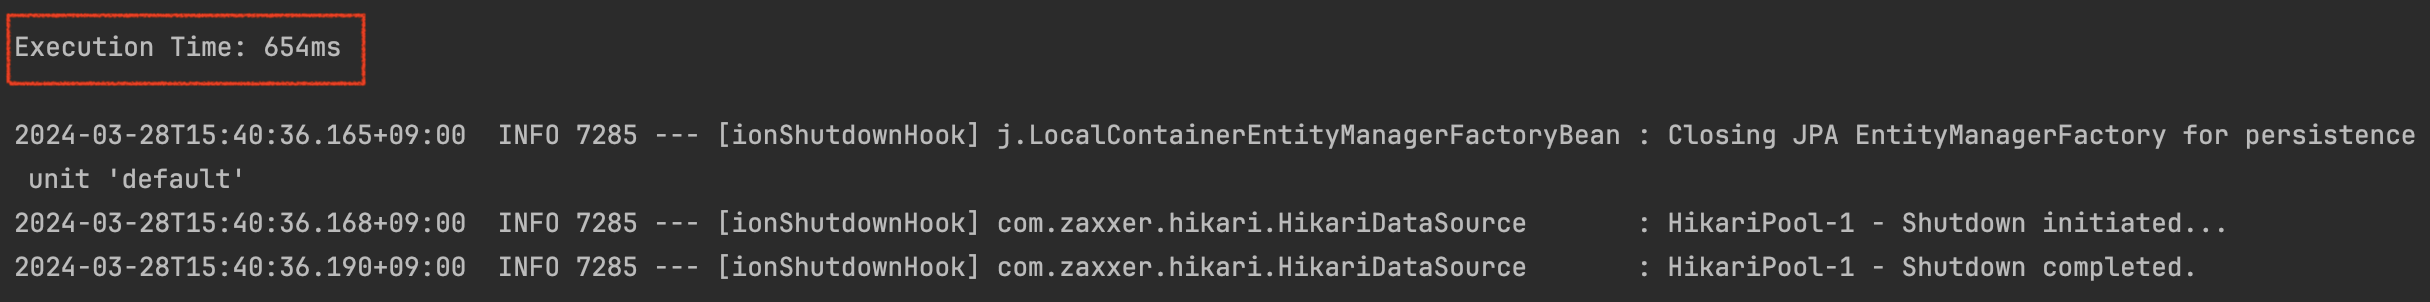 Execution Time: 654ms
2024-03-28T15:40:36.165+09:00  INFO 7285 --- [ionShutdownHook] j.LocalContainerEntityManagerFactoryBean : Closing JPA EntityManagerFactory for persistence
unit 'default'
2024-03-28T15:40:36.168+09:00  INFO 7285 --- [ionShutdownHook] com.zaxxer.hikari.HikariDataSource       : HikariPool-1 - Shutdown initiated...
2024-03-28T15:40:36.190+09:00  INFO 7285 --- [ionShutdownHook] com.zaxxer.hikari.HikariDataSource       : HikariPool-1 - Shutdown completed.